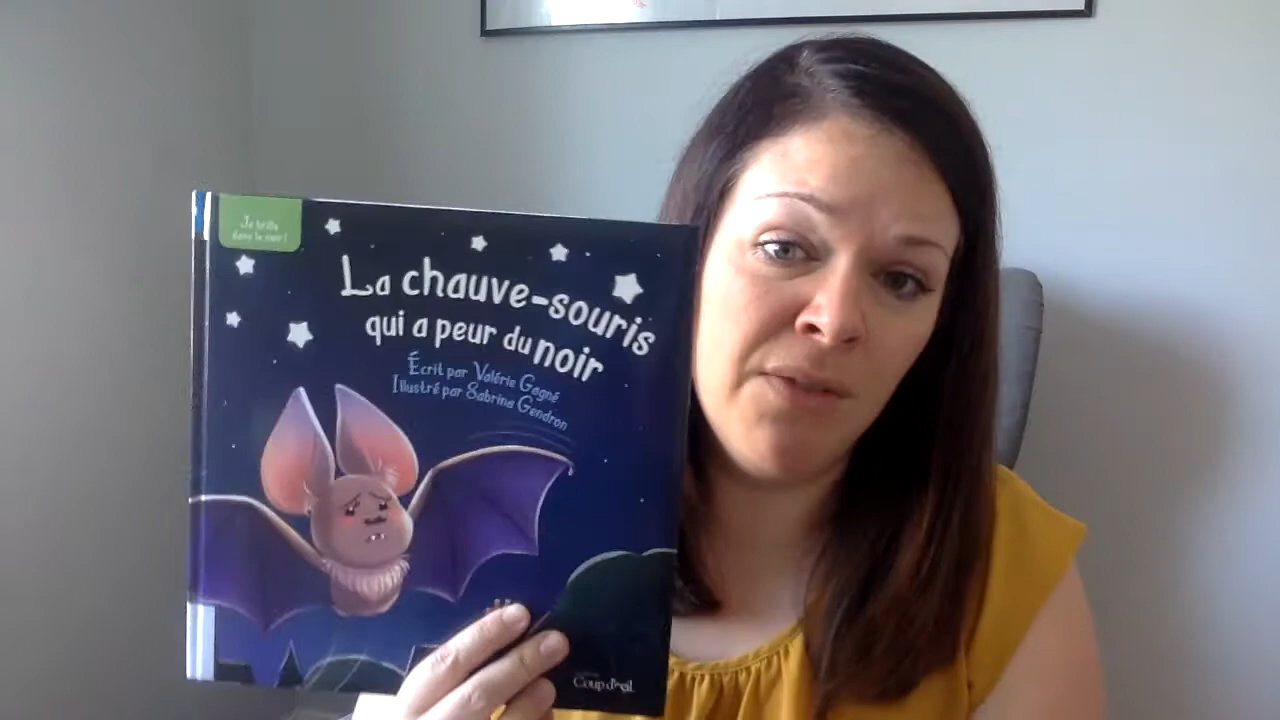 Je brille
dans le noir!
La chauve-souris
qui a peur du noir
Écrit par Valérie Gagné
Illustré par Sabrina Gendron
Coup d'œil